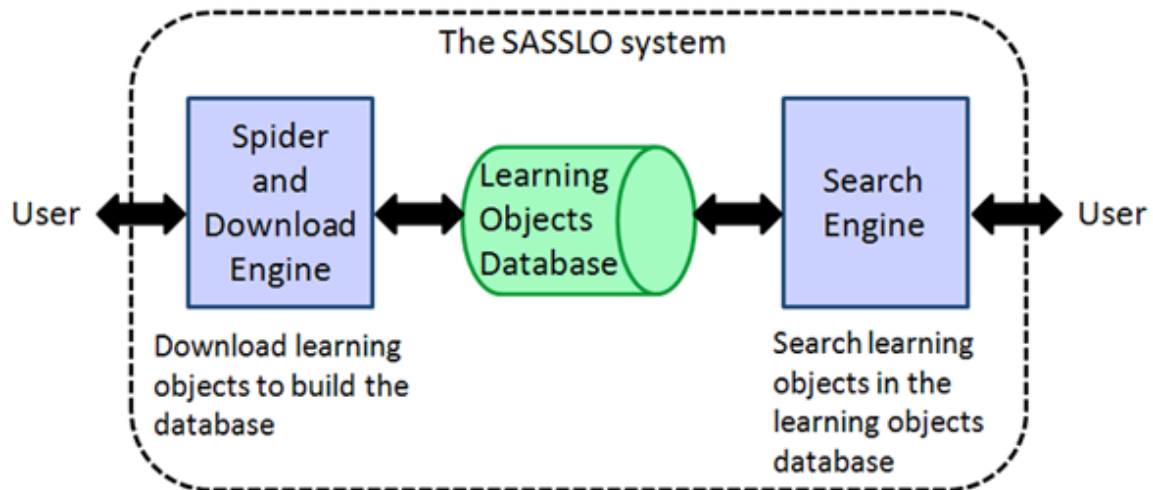 The SASSLO system
User
Spider
and
Download
Engine
Learning
Objects
Database
Search
Engine
User
Download learning
objects to build the
database
Search learning
objects in the
learning objects
database